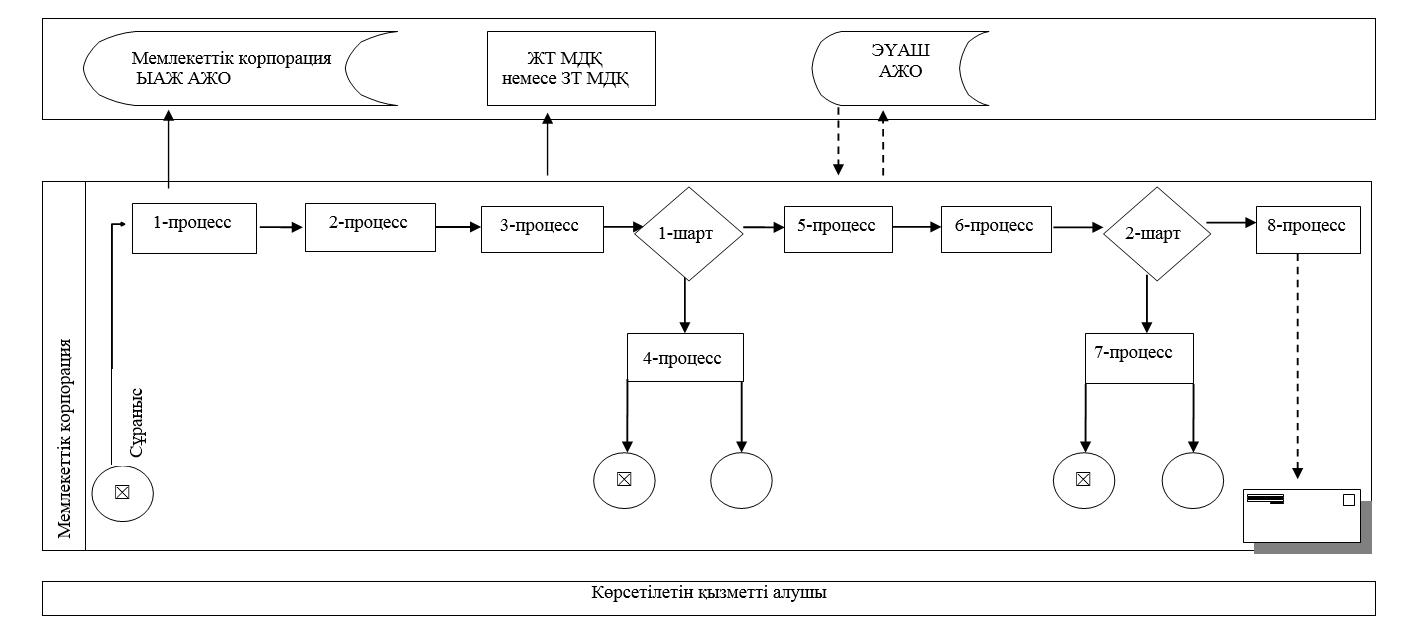 Мемлекеттік корпорация
ЫАЖ АЖО
ЖТ МДҚ
немесе ЗТ МДҚ
ЭҮАШ
АЖО
Мемлекеттік корпорация
Сұраныс
1-процесс
2-процесс
3-процесс
1-шарт
5-процесс
6-процесс
2-шарт
8-процесс
4-процесс
7-процесс
Көрсетілетін қызметті алушы